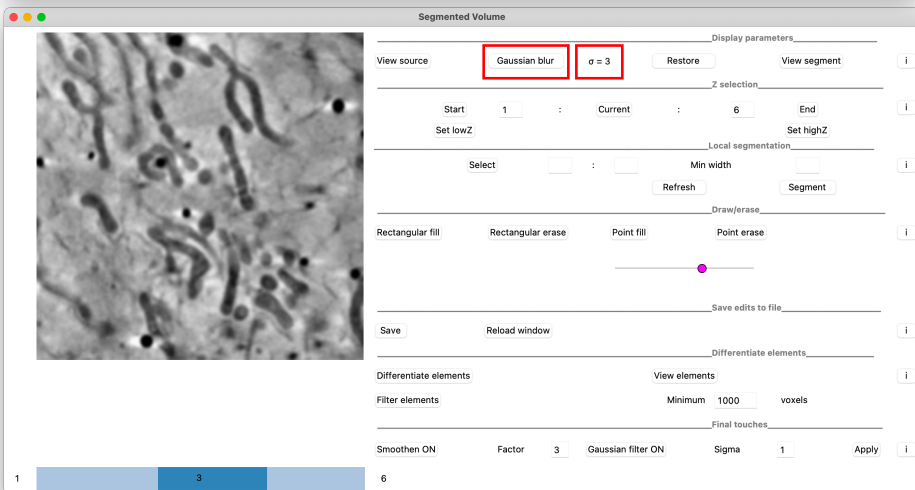 Segmented Volume
Display parameters
View source Gaussian blur σ = 3 Restore View segment i
Z selection
Start 1 : Current : 6 End i
Set lowZ Set highZ
Local segmentation
Select : Min width i
Refresh Segment
Draw/erase
Rectangular fill Rectangular erase Point fill Point erase i
Save edits to file
Save Reload window i
Differentiate elements
Differentiate elements View elements i
Filter elements Minimum 1000 voxels
Final touches
Smoothen ON Factor 3 Gaussian filter ON Sigma 1 Apply i
1 3 6